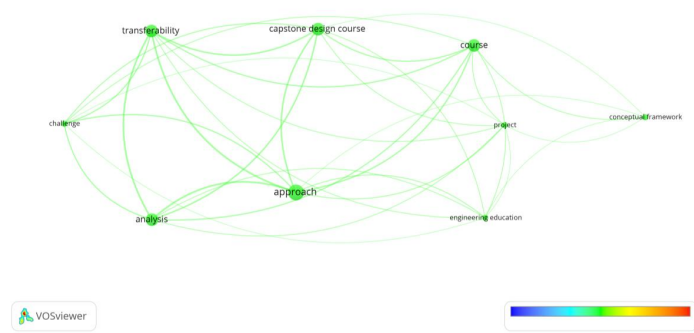 transferability
capstone design course
course
challenge
project
conceptual framework
approach
analysis
engineering education
VOSviewer